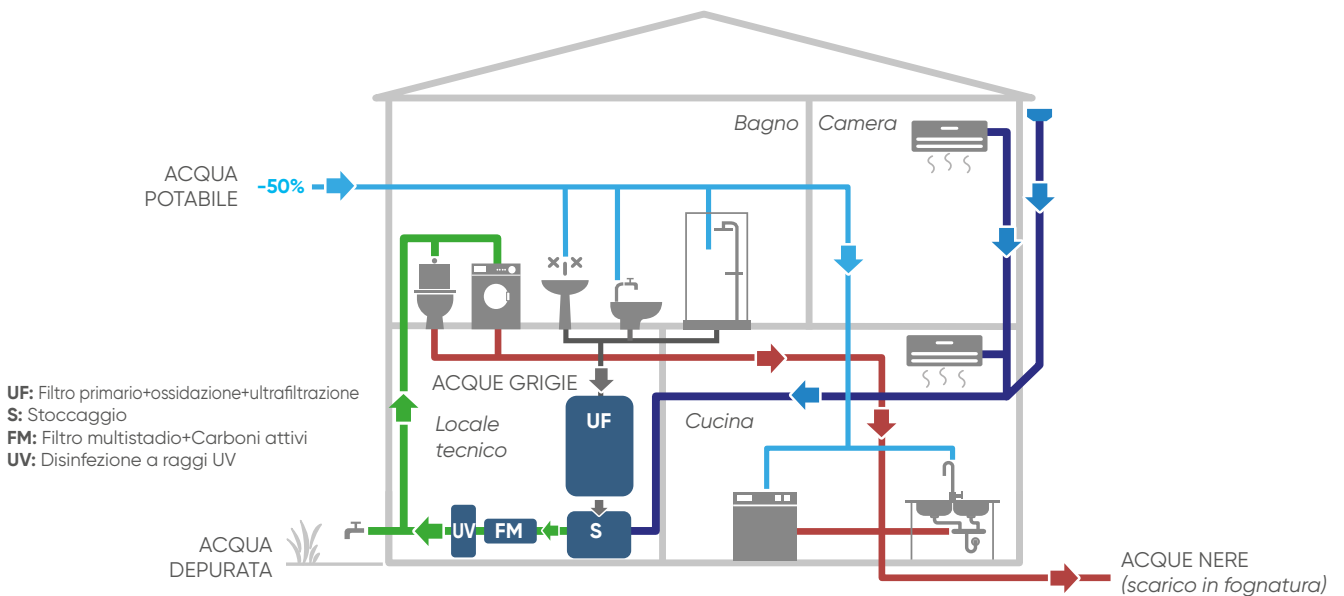 Bagno
Camera
ACQUA
POTABILE
-50%
ACQUE GRIGIE
UF: Filtro primario+ossidazione+ultrafiltrazione
S: Stoccaggio
FM: Filtro multistadio+Carboni attivi
UV: Disinfezione a raggi UV
Locale
tecnico
UF
Cucina
UV
FM
S
ACQUA
DEPURATA
ACQUE NERE
(scarico in fognatura)